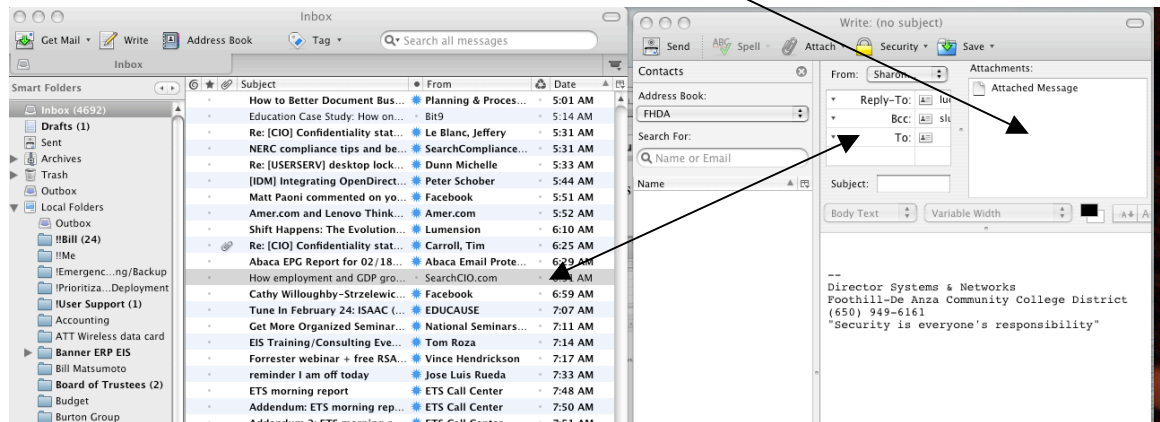 Inbox
Get Mail Write Address Book Tag Search all messages
Inbox
Smart Folders
Inbox (4692)
Drafts (1)
Sent
Archives
Trash
Outbox
Local Folders
Outbox
!!Bill (24)
!!Me
!Emergenc...ng/Backup
!Prioritiza...Deployment
!User Support (1)
Accounting
ATT Wireless data card
Banner ERP EIS
Bill Matsumoto
Board of Trustees (2)
Budget
Burton Group
Subject From Date
How to Better Document Bus... Planning & Proces... 5:01 AM
Education Case Study: How on... Bit9 5:14 AM
Re: [CIO] Confidentiality stat... Le Blanc, Jeffery 5:31 AM
NERC compliance tips and be... SearchCompliance... 5:31 AM
Re: [USERSERV] desktop lock... Dunn Michelle 5:33 AM
[IDM] Integrating OpenDirect... Peter Schober 5:44 AM
Matt Paoni commented on yo... Facebook 5:51 AM
Amer.com and Lenovo Think... Amer.com 5:52 AM
Shift Happens: The Evolution... Lumension 6:10 AM
Re: [CIO] Confidentiality stat... Carroll, Tim 6:25 AM
Abaca EPG Report for 02/18... Abaca Email Prote... 6:29 AM
How employment and GDP gro... SearchCIO.com AM
Cathy Willoughby-Strzelewic... Facebook 6:59 AM
Tune In February 24: ISAAC (... EDUCAUSE 7:07 AM
Get More Organized Seminar... National Seminars... 7:11 AM
EIS Training/Consulting Eve... Tom Roza 7:14 AM
Forrester webinar + free RSA... Vince Hendrickson 7:17 AM
reminder I am off today Jose Luis Rueda 7:33 AM
ETS morning report ETS Call Center 7:48 AM
Addendum: ETS morning rep... ETS Call Center 7:50 AM
Write: (no subject)
Send Spell Attach Security Save
Contacts
Address Book:
FHDA
Search For:
Name or Email
Name
From: Sharon...
Reply-To:
Bcc:
To:
Subject:
Attachments:
Attached Message
Body Text Variable Width
--
Director Systems & Networks
Foothill-De Anza Community College District
(650) 949-6161
"Security is everyone's responsibility"